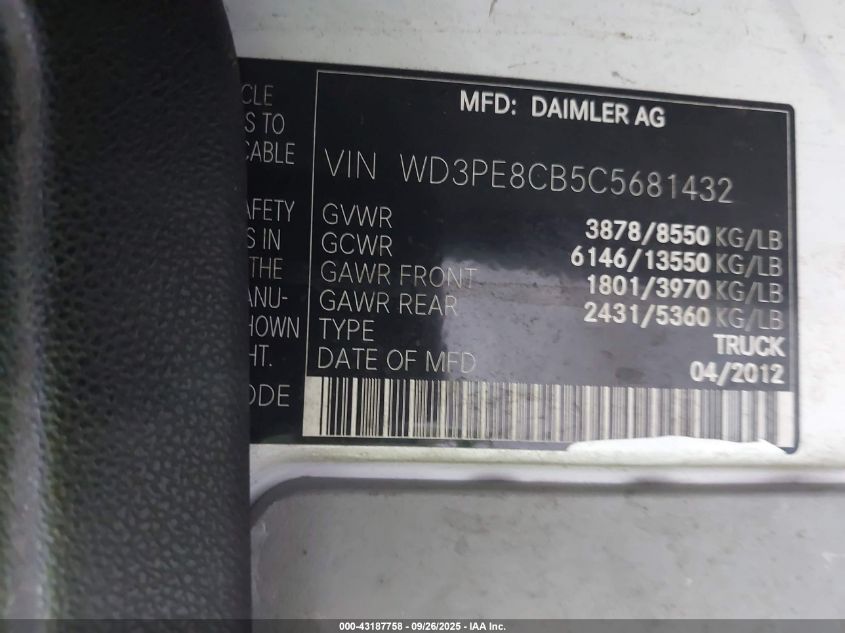 CLE
S TO
CABLE
AFETY
S IN
THE
ANU-
HOWN
HT.
ODE
MFD: DAIMLER AG
VIN WD3PE8CB5C5681432
GVWR 3878/8550 KG/LB
GCWR 6146/13550 KG/LB
GAWR FRONT 1801/3970 KG/LB
GAWR REAR 2431/5360 KG/LB
TYPE TRUCK
DATE OF MFD 04/2012
000-43187758 - 09/26/2025 - IAA Inc.